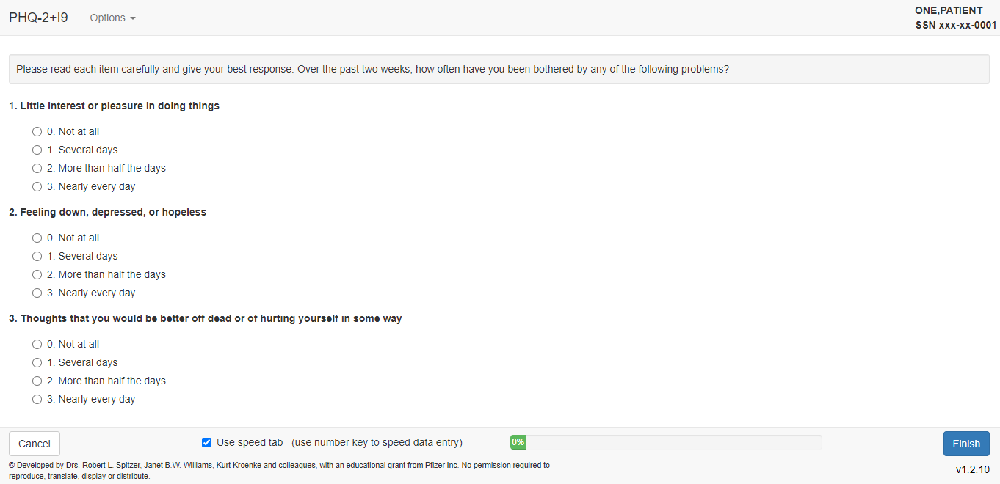 PHQ-2+I9
Options
ONE,PATIENT
SSN xxx-xx-0001
Please read each item carefully and give your best response. Over the past two weeks, how often have you been bothered by any of the following problems?
1. Little interest or pleasure in doing things
0. Not at all
1. Several days
2. More than half the days
3. Nearly every day
2. Feeling down, depressed, or hopeless
0. Not at all
1. Several days
2. More than half the days
3. Nearly every day
3. Thoughts that you would be better off dead or of hurting yourself in some way
0. Not at all
1. Several days
2. More than half the days
3. Nearly every day
Cancel
Use speed tab (use number key to speed data entry)
0%
Finish
© Developed by Drs. Robert L. Spitzer, Janet B.W. Williams, Kurt Kroenke and colleagues, with an educational grant from Pfizer Inc. No permission required to
reproduce, translate, display or distribute.
v1.2.10